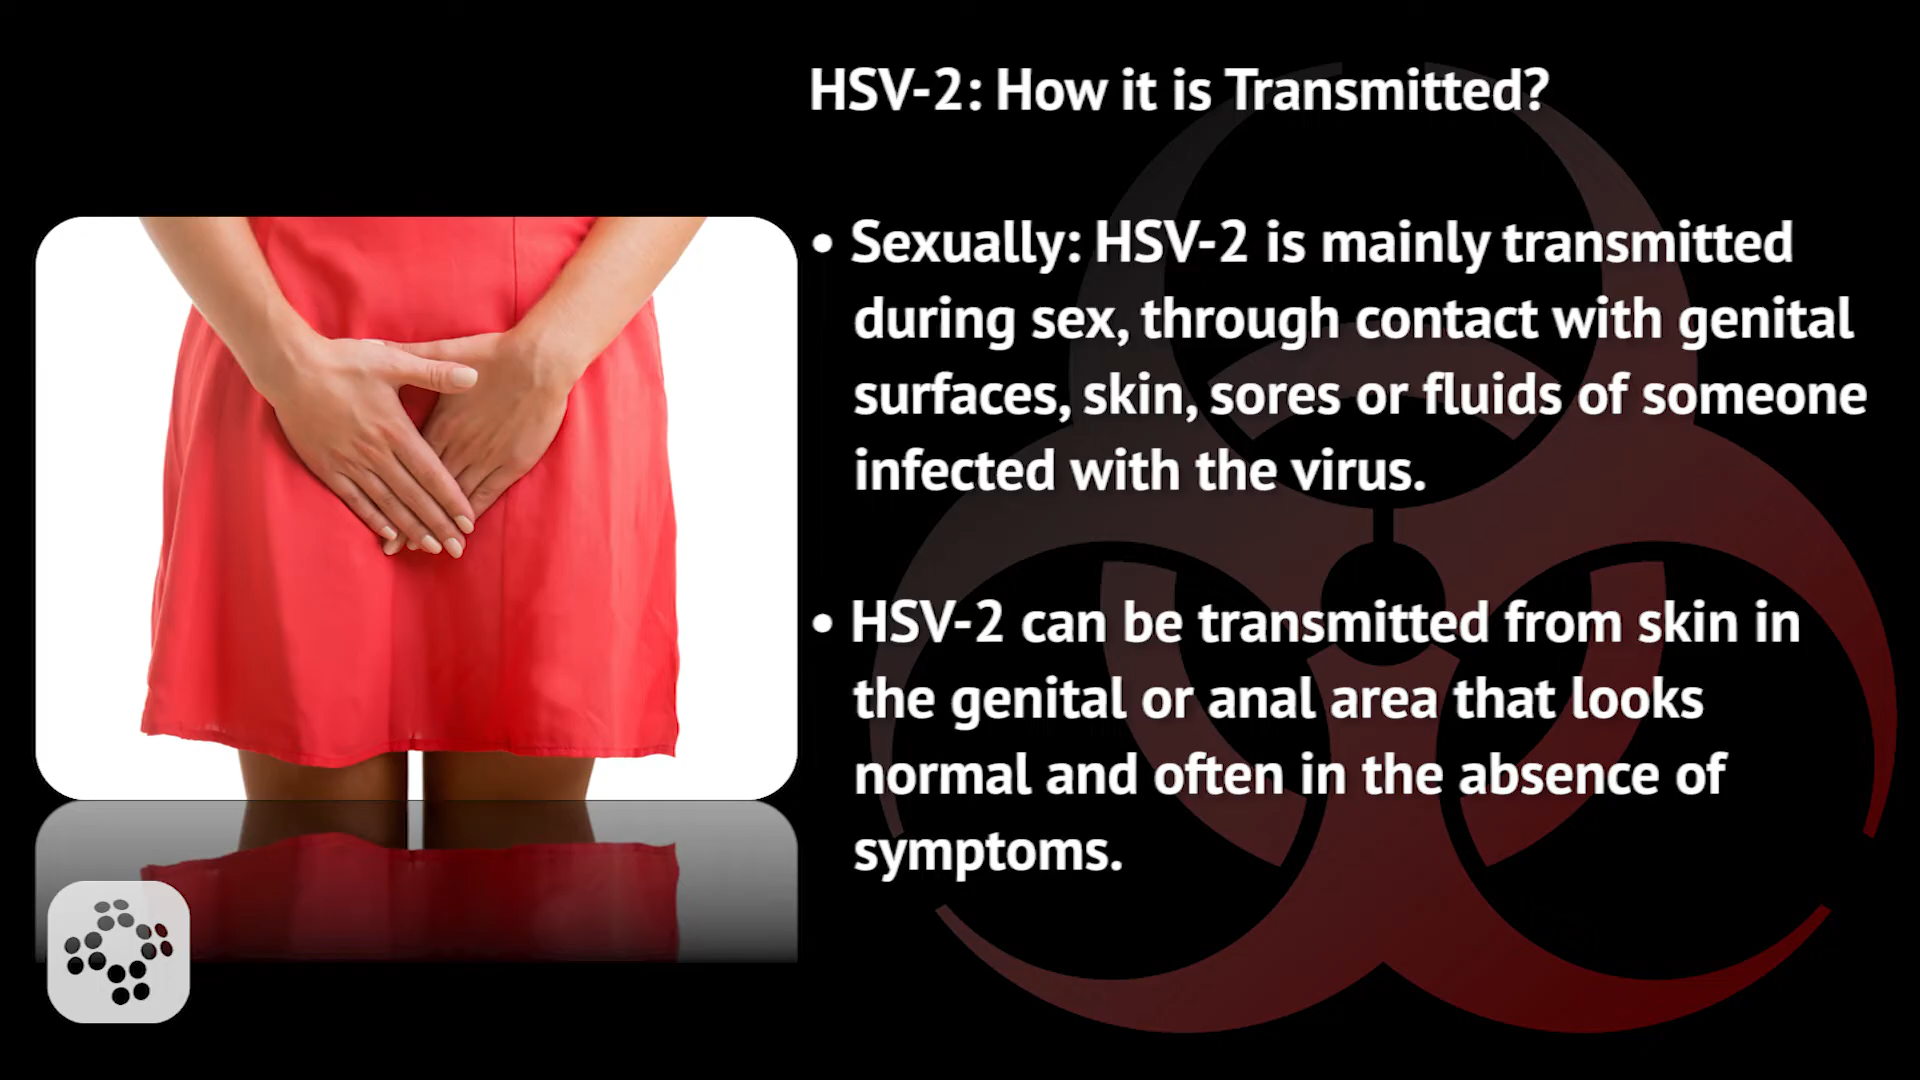 HSV-2: How it is Transmitted?
• Sexually: HSV-2 is mainly transmitted
during sex, through contact with genital
surfaces, skin, sores or fluids of someone
infected with the virus.
• HSV-2 can be transmitted from skin in
the genital or anal area that looks
normal and often in the absence of
symptoms.